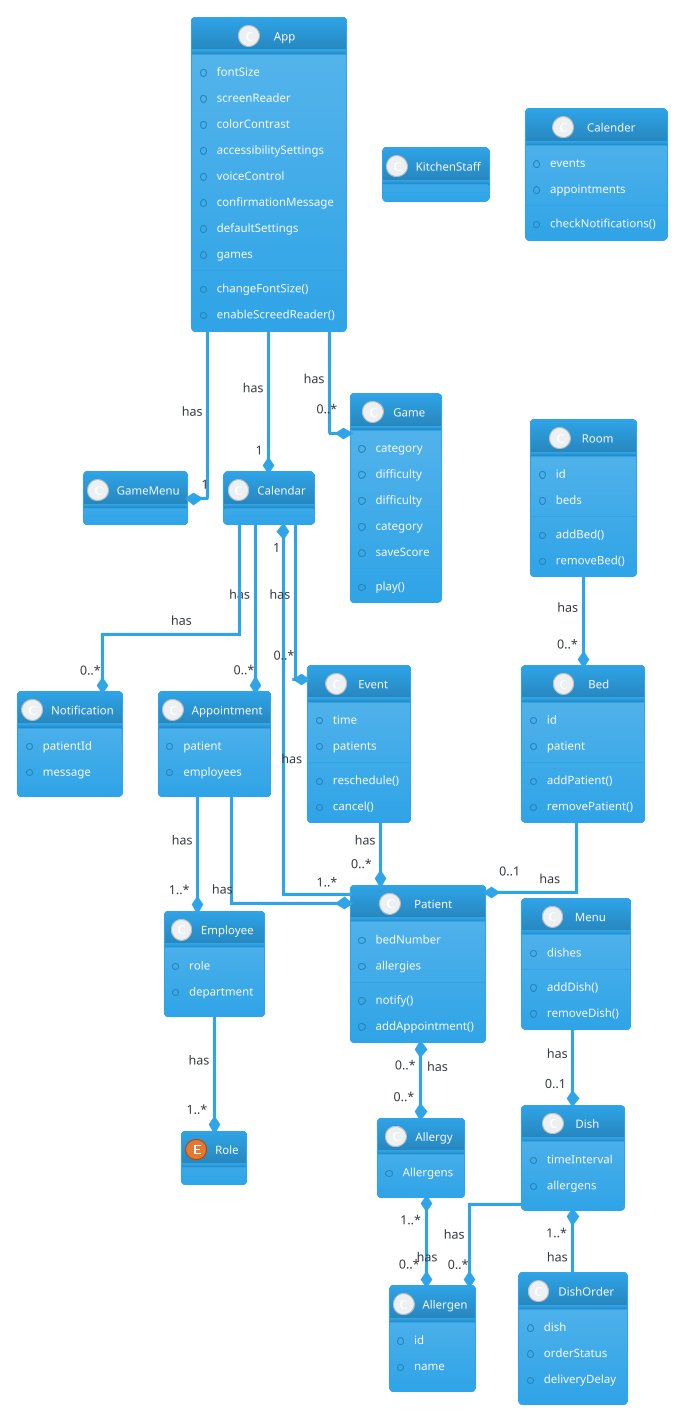 C App
fontSize
screenReader
colorContrast
accessibilitySettings
voiceControl
confirmationMessage
defaultSettings
games
changeFontSize()
enableScreedReader()
C KitchenStaff
C Calender
events
appointments
checkNotifications()
has
has
has
0..*
1
1
C GameMenu
C Calendar
C Game
category
difficulty
difficulty
category
saveScore
play()
C Room
id
beds
addBed()
removeBed()
has
0..*
1
has
has
has
0..*
0..*
0..*
has
1..*
C Notification
patientId
message
C Appointment
patient
employees
C Event
time
patients
reschedule()
cancel()
C Bed
id
patient
addPatient()
removePatient()
has
1..*
has
has
0..*
0..1
has
C Employee
role
department
C Patient
bedNumber
allergies
notify()
addAppointment()
C Menu
dishes
addDish()
removeDish()
has
1..*
0..*
has
0..*
has
0..1
E Role
C Allergy
Allergens
C Dish
timeInterval
allergens
1..*
has
0..*
has
0..*
1..*
has
C Allergen
id
name
C DishOrder
dish
orderStatus
deliveryDelay